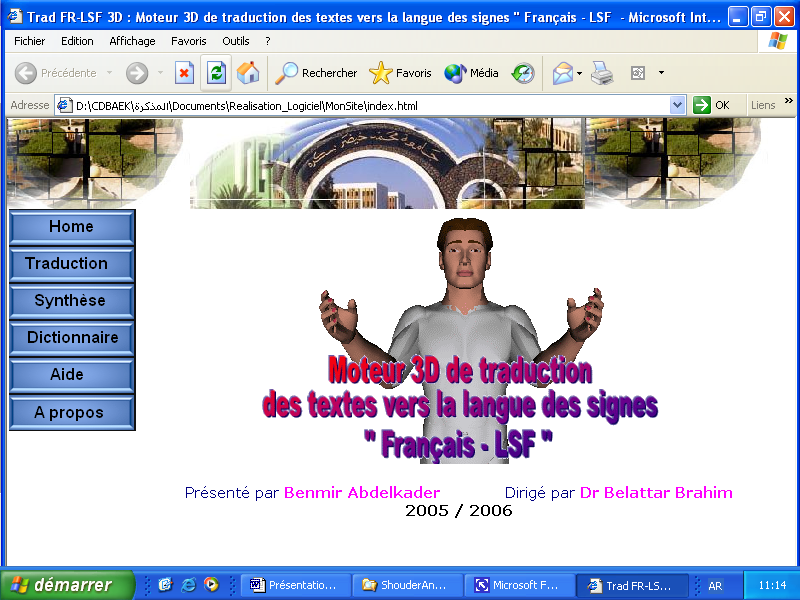 Trad FR-LSF 3D : Moteur 3D de traduction des textes vers la langue des signes " Français - LSF - Microsoft Int...
Fichier Edition Affichage Favoris Outils ?
Précédente Rechercher Favoris Média
Adresse D:\CDBAEK\المذكرة\Documents\Realisation_Logiciel\MonSite\index.html OK Liens »
جامعة محمد خيضر بسكرة
Home
Traduction
Synthèse
Dictionnaire
Aide
A propos
Moteur 3D de traduction
des textes vers la langue des signes
" Français - LSF "
Présenté par Benmir Abdelkader Dirigé par Dr Belattar Brahim
2005 / 2006
démarrer Présentatio... ShouderAn... Microsoft F... Trad FR-LS... AR 11:14